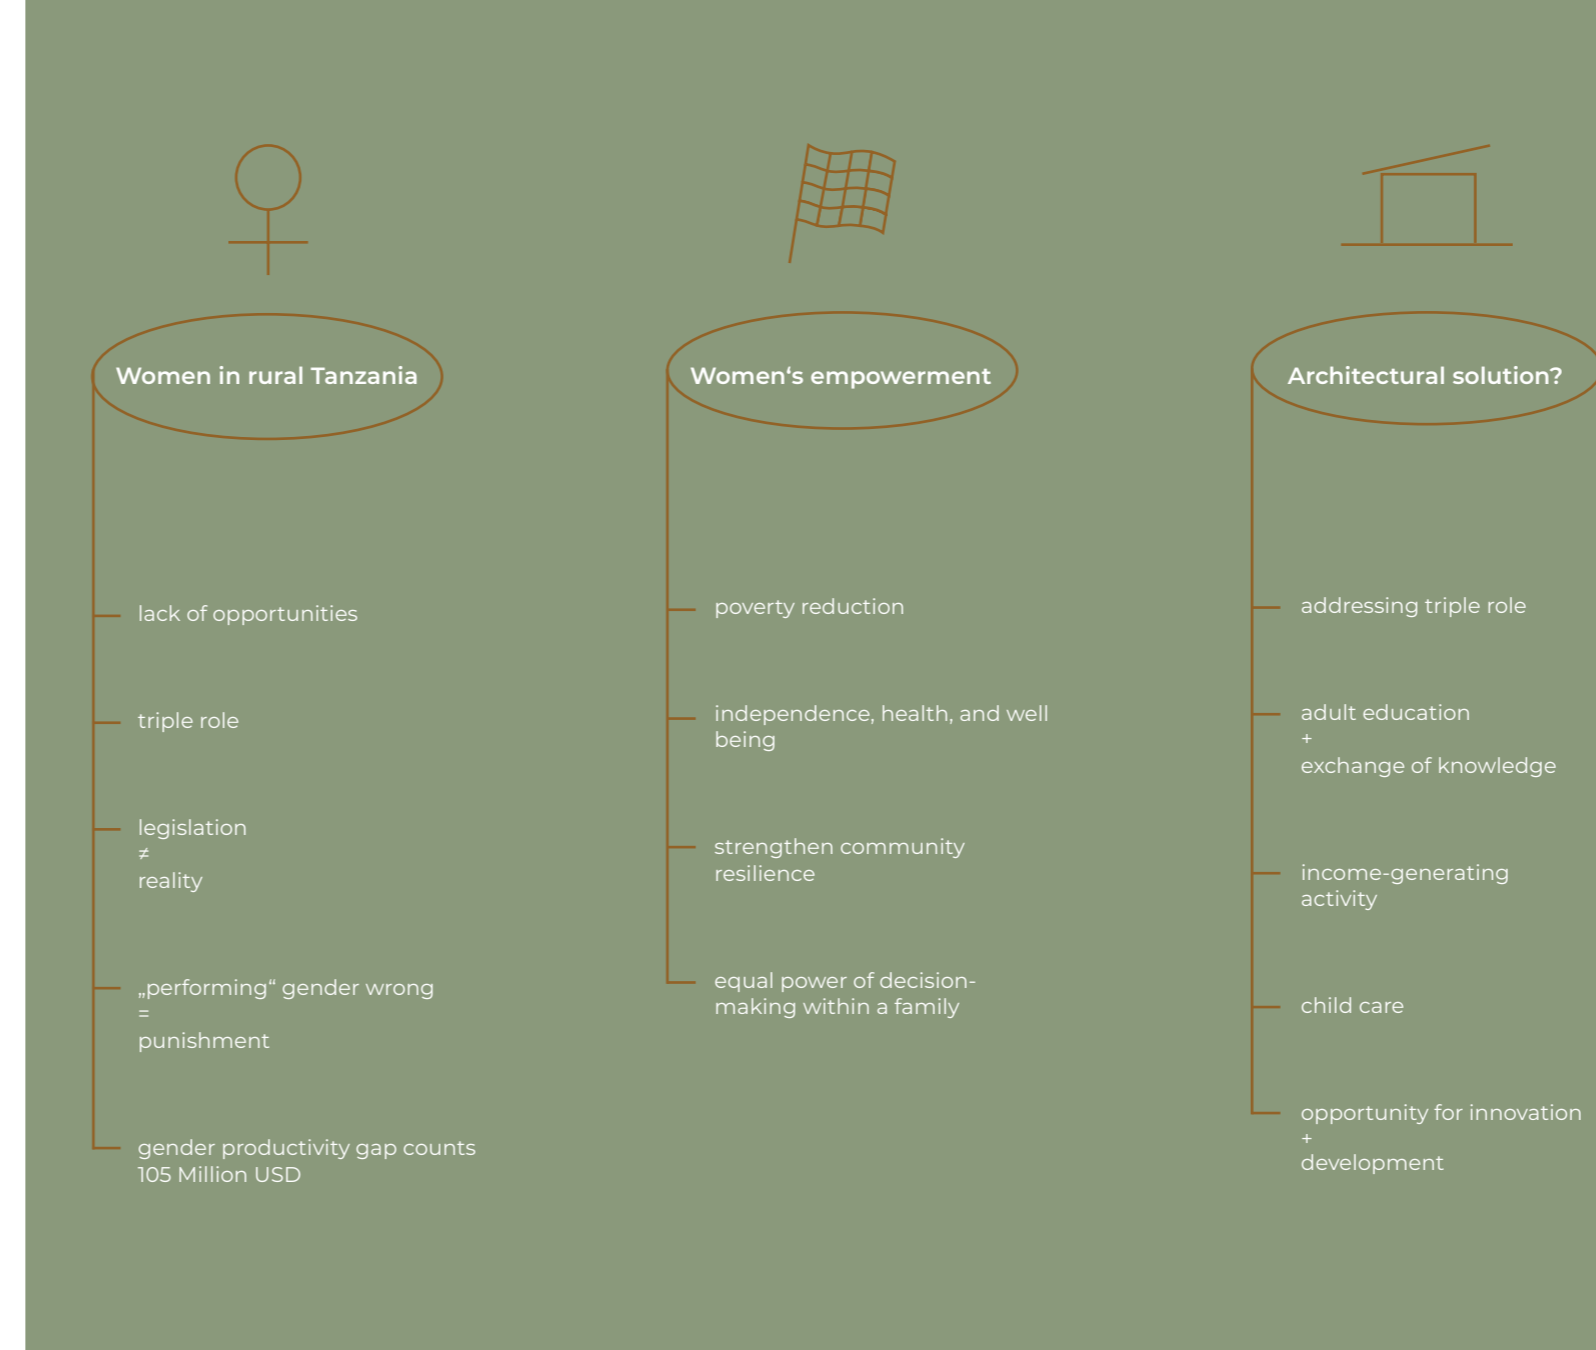 Women in rural Tanzania
lack of opportunities
triple role
legislation
≠
reality
„performing“ gender wrong
=
punishment
gender productivity gap counts
105 Million USD
Women‘s empowerment
poverty reduction
independence, health, and well
being
strengthen community
resilience
equal power of decision-
making within a family
Architectural solution?
addressing triple role
adult education
+
exchange of knowledge
income-generating
activity
child care
opportunity for innovation
+
development